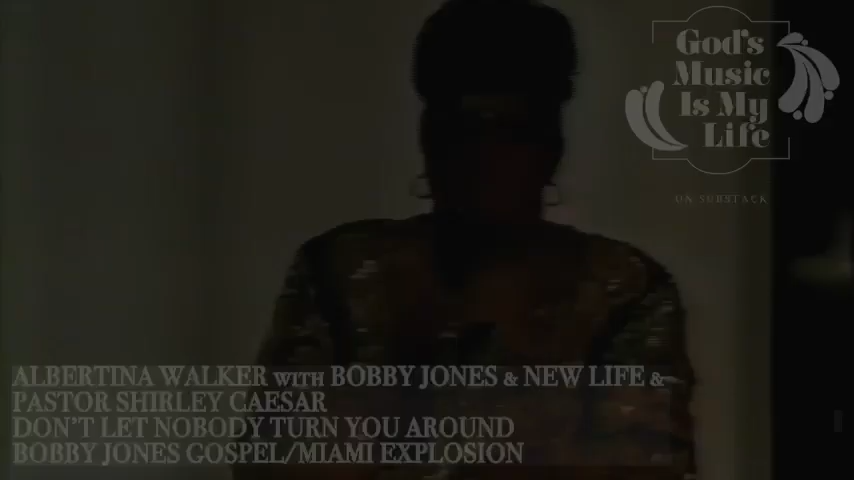 God's
Music
Is My
Life
ON SUBSTACK
ALBERTINA WALKER WITH BOBBY JONES & NEW LIFE &
PASTOR SHIRLEY CAESAR
DON'T LET NOBODY TURN YOU AROUND
BOBBY JONES GOSPEL/MIAMI EXPLOSION